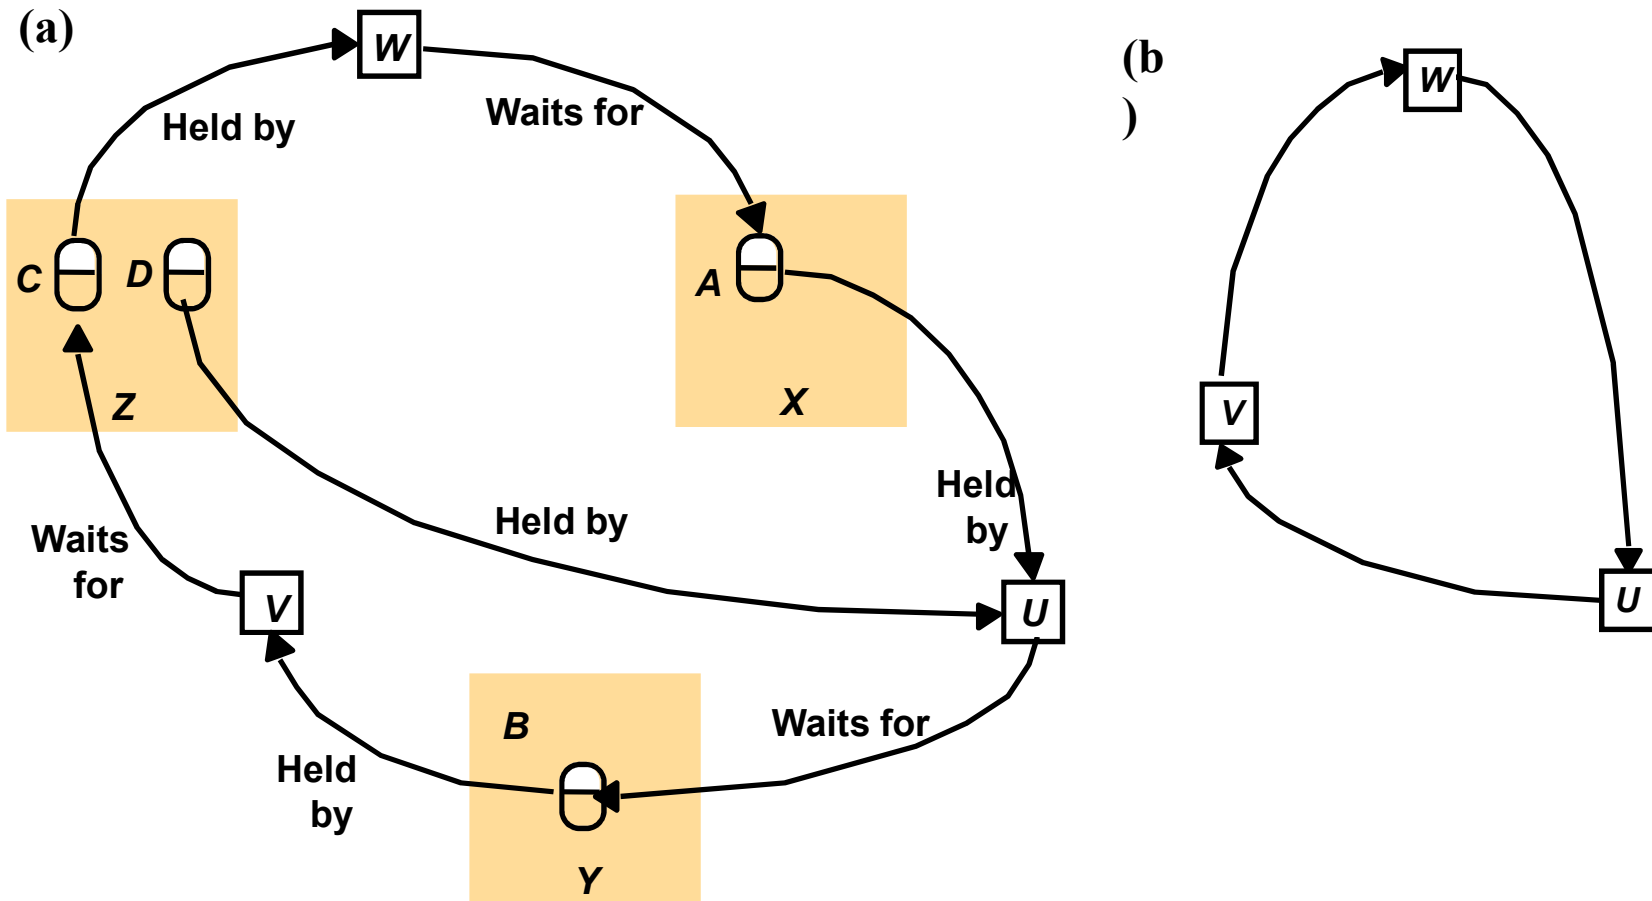 (a)
W
Held by
Waits for
C
D
A
Z
X
Held
by
Held by
Waits
for
V
U
B
Waits for
Held
by
Y
(b
)
W
V
U